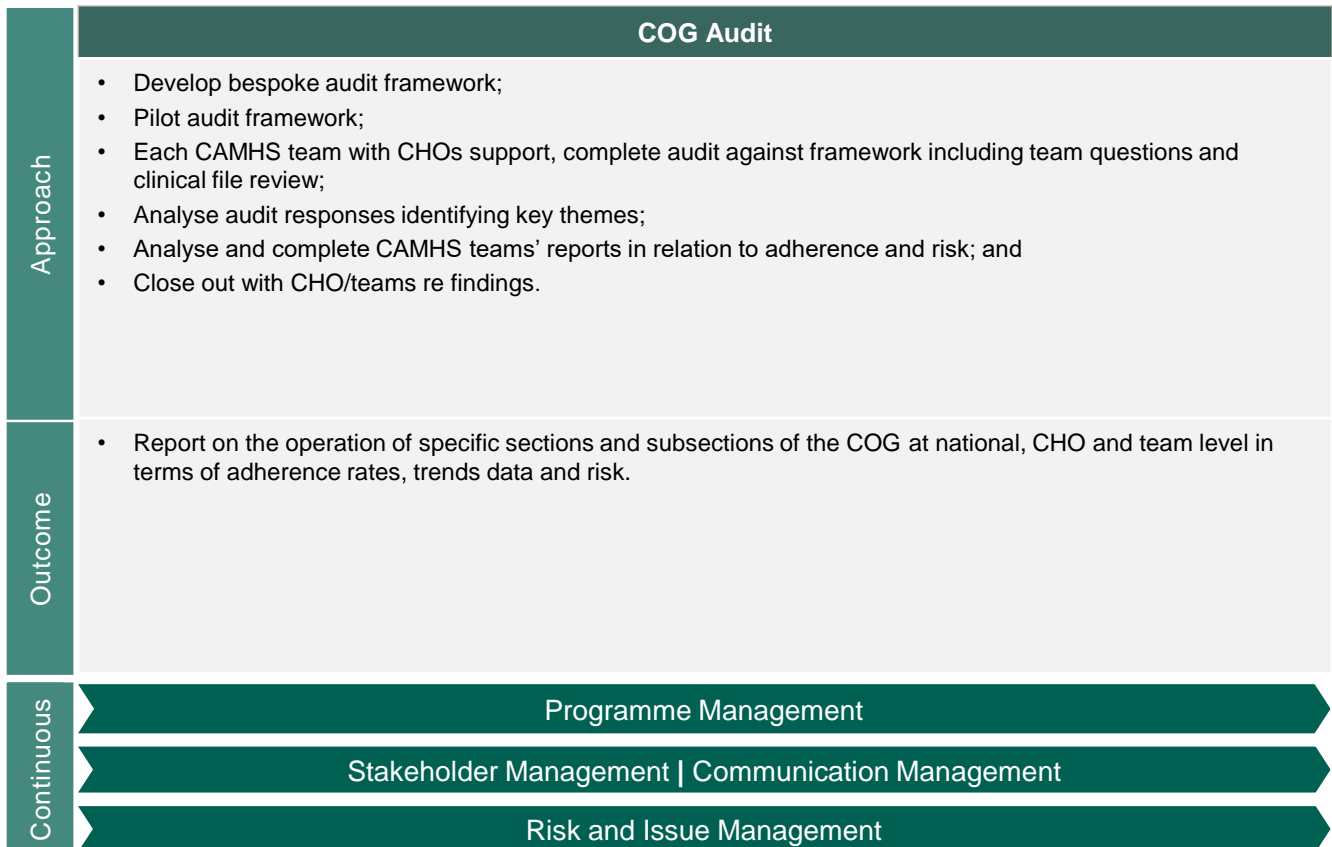 COG Audit
Approach
• Develop bespoke audit framework;
• Pilot audit framework;
• Each CAMHS team with CHOs support, complete audit against framework including team questions and
clinical file review;
• Analyse audit responses identifying key themes;
• Analyse and complete CAMHS teams’ reports in relation to adherence and risk; and
• Close out with CHO/teams re findings.
Outcome
• Report on the operation of specific sections and subsections of the COG at national, CHO and team level in
terms of adherence rates, trends data and risk.
Continuous
Programme Management
Stakeholder Management | Communication Management
Risk and Issue Management